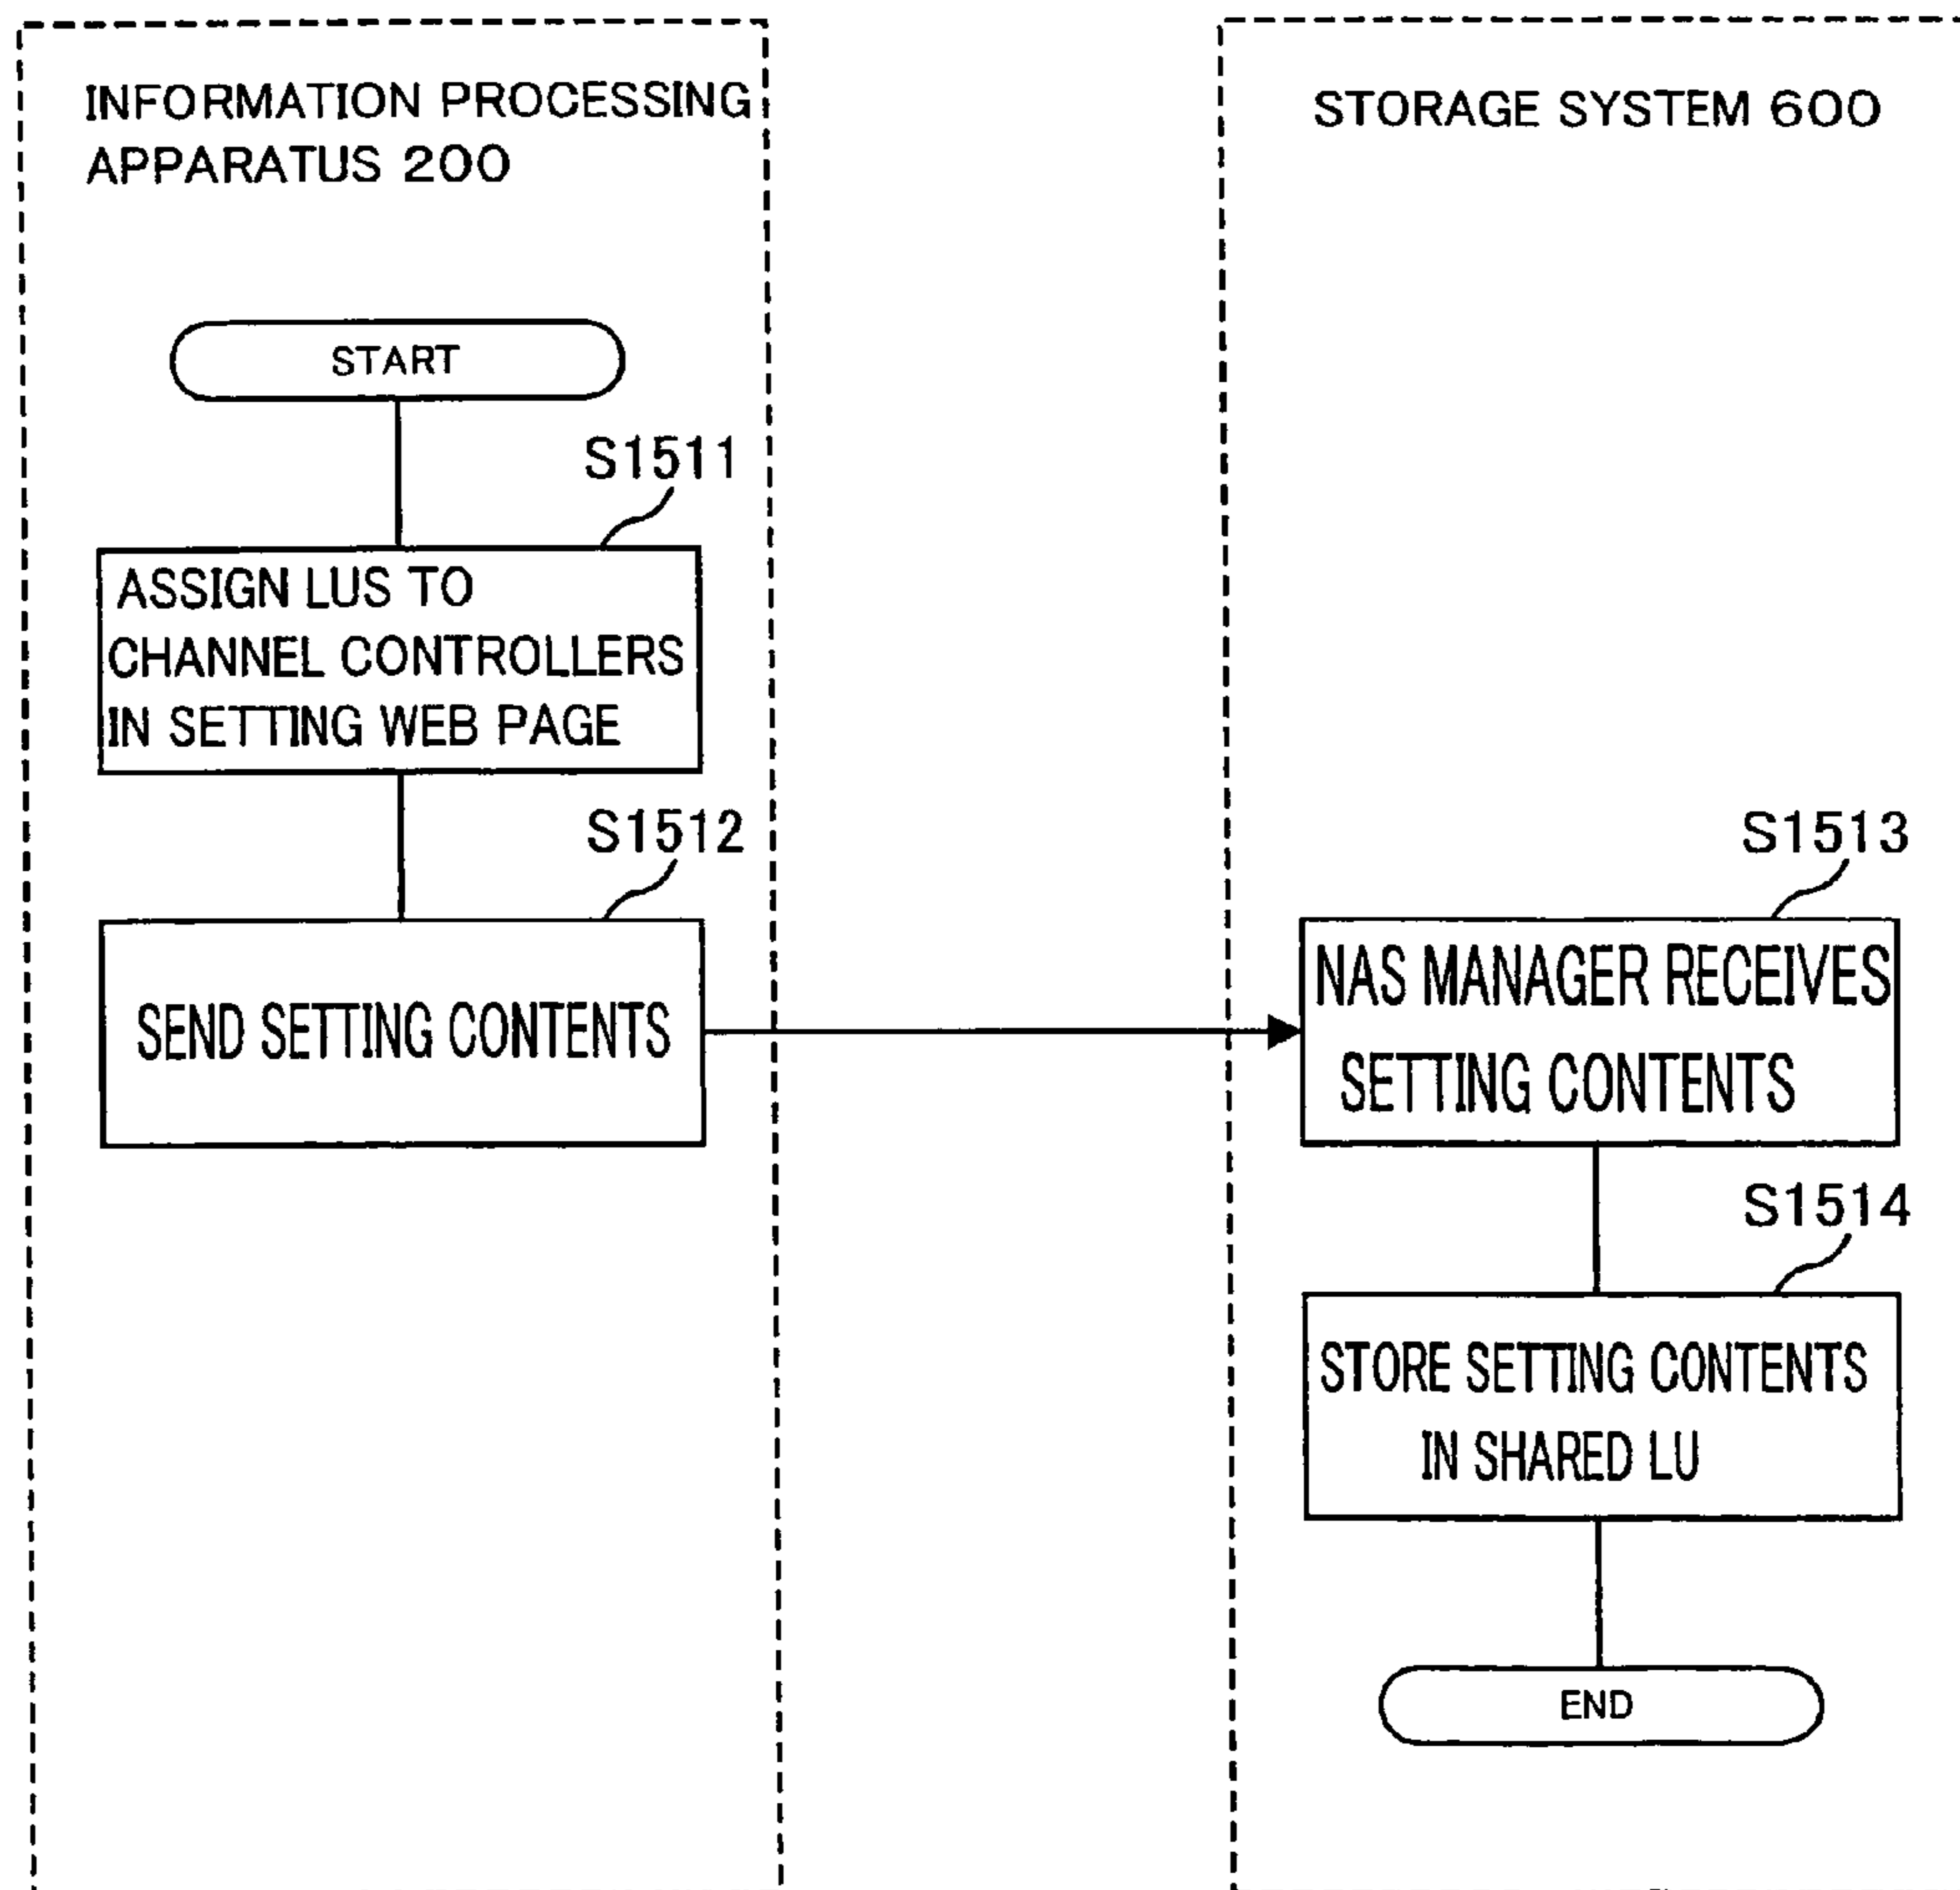 INFORMATION PROCESSING
APPARATUS 200
START
S1511
ASSIGN LUS TO
CHANNEL CONTROLLERS
IN SETTING WEB PAGE
S1512
SEND SETTING CONTENTS
STORAGE SYSTEM 600
S1513
NAS MANAGER RECEIVES
SETTING CONTENTS
S1514
STORE SETTING CONTENTS
IN SHARED LU
END